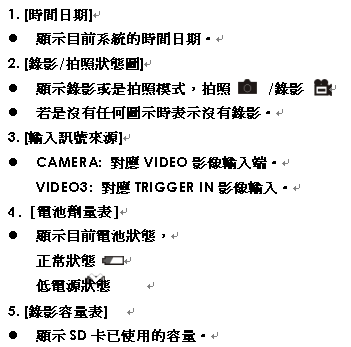 1. [時間日期]
● 顯示目前系統的時間日期。
2. [錄影/拍照狀態圖]
● 顯示錄影或是拍照模式，拍照 /錄影
● 若是沒有任何圖示時表示沒有錄影。
3. [輸入訊號來源]
● CAMERA: 對應 VIDEO 影像輸入端。
VIDEO3: 對應 TRIGGER IN 影像輸入。
4. [電池劑量表]
● 顯示目前電池狀態，
正常狀態
低電源狀態
5. [錄影容量表]
● 顯示 SD 卡已使用的容量。